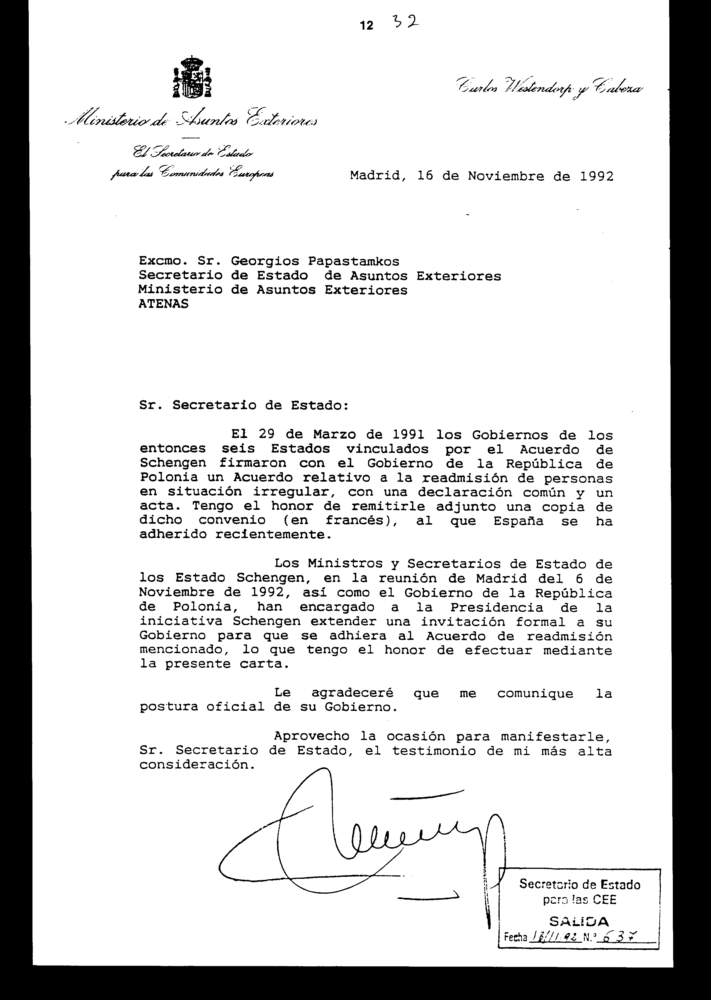 12 32
Carlos Westendorp y Cabeza
Ministerio de Asuntos Exteriores
El Secretario de Estado
para las Comunidades Europeas
Madrid, 16 de Noviembre de 1992
Excmo. Sr. Georgios Papastamkos
Secretario de Estado de Asuntos Exteriores
Ministerio de Asuntos Exteriores
ATENAS
Sr. Secretario de Estado:
El 29 de Marzo de 1991 los Gobiernos de los
entonces seis Estados vinculados por el Acuerdo de
Schengen firmaron con el Gobierno de la República de
Polonia un Acuerdo relativo a la readmisión de personas
en situación irregular, con una declaración común y un
acta. Tengo el honor de remitirle adjunto una copia de
dicho convenio (en francés), al que España se ha
adherido recientemente.
Los Ministros y Secretarios de Estado de
los Estado Schengen, en la reunión de Madrid del 6 de
Noviembre de 1992, así como el Gobierno de la República
de Polonia, han encargado a la Presidencia de la
iniciativa Schengen extender una invitación formal a su
Gobierno para que se adhiera al Acuerdo de readmisión
mencionado, lo que tengo el honor de efectuar mediante
la presente carta.
Le agradeceré que me comunique la
postura oficial de su Gobierno.
Aprovecho la ocasión para manifestarle,
Sr. Secretario de Estado, el testimonio de mi más alta
consideración.
Secretario de Estado
para las CEE
SALIDA
Fecha N.º 637